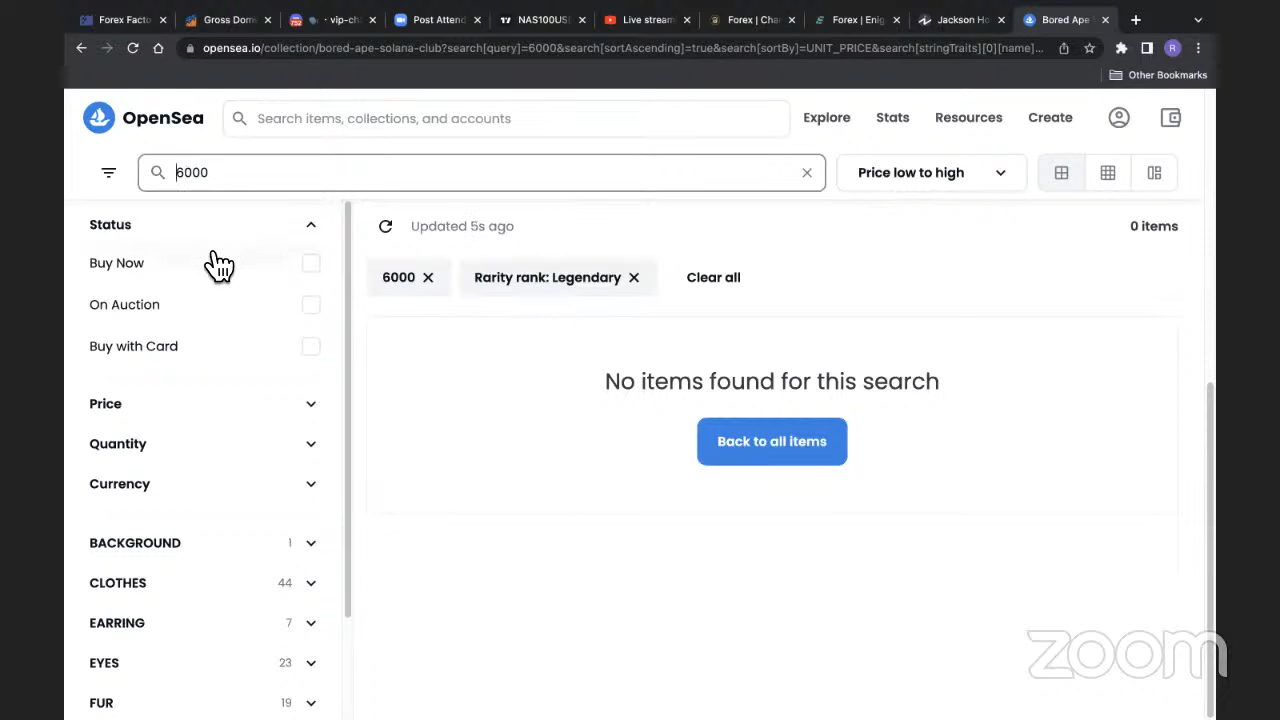 Forex Facto
Gross Dom
vip-ch
Post Attend
NAS100US
Live stream
Forex | Cha
Forex | Enig
Jackson Ho
Bored Ape
opensea.io/collection/bored-ape-solana-club?search[query]=6000&search[sortAscending]=true&search[sortBy]=UNIT_PRICE&search[stringTraits][0][name]...
R
Other Bookmarks
OpenSea
Search items, collections, and accounts
Explore
Stats
Resources
Create
6000
Price low to high
Status
Updated 5s ago
0 items
Buy Now
6000
Rarity rank: Legendary
Clear all
On Auction
Buy with Card
No items found for this search
Back to all items
Price
Quantity
Currency
BACKGROUND 1
CLOTHES 44
EARRING 7
EYES 23
FUR 19
zoom